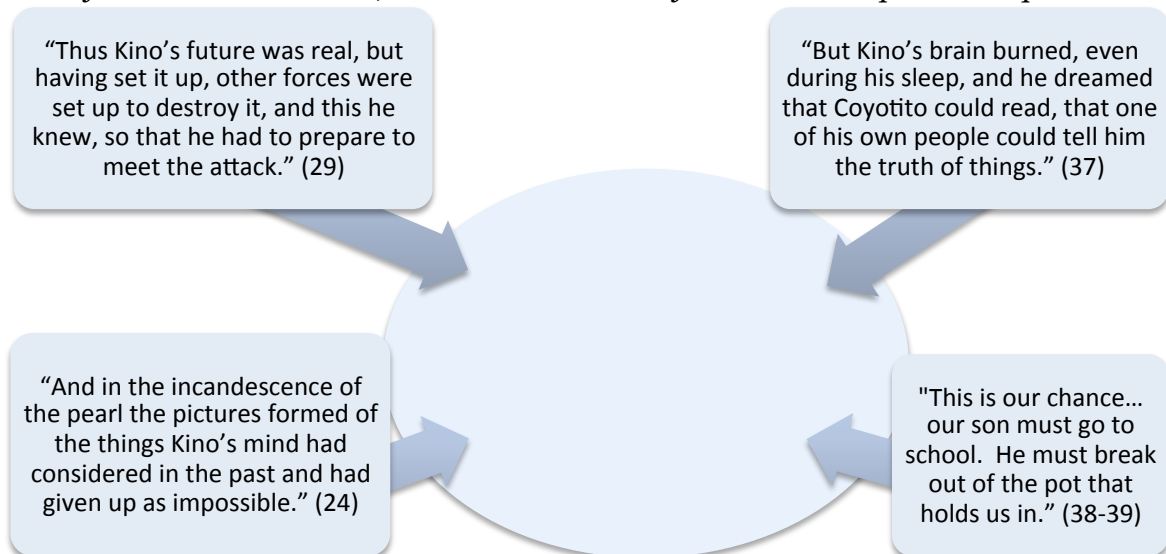 “Thus Kino’s future was real, but
having set it up, other forces were
set up to destroy it, and this he
knew, so that he had to prepare to
meet the attack.” (29)
“But Kino’s brain burned, even
during his sleep, and he dreamed
that Coyotito could read, that one
of his own people could tell him
the truth of things.” (37)
“And in the incandescence of
the pearl the pictures formed of
the things Kino’s mind had
considered in the past and had
given up as impossible.” (24)
"This is our chance…
our son must go to
school.  He must break
out of the pot that
holds us in.” (38-39)